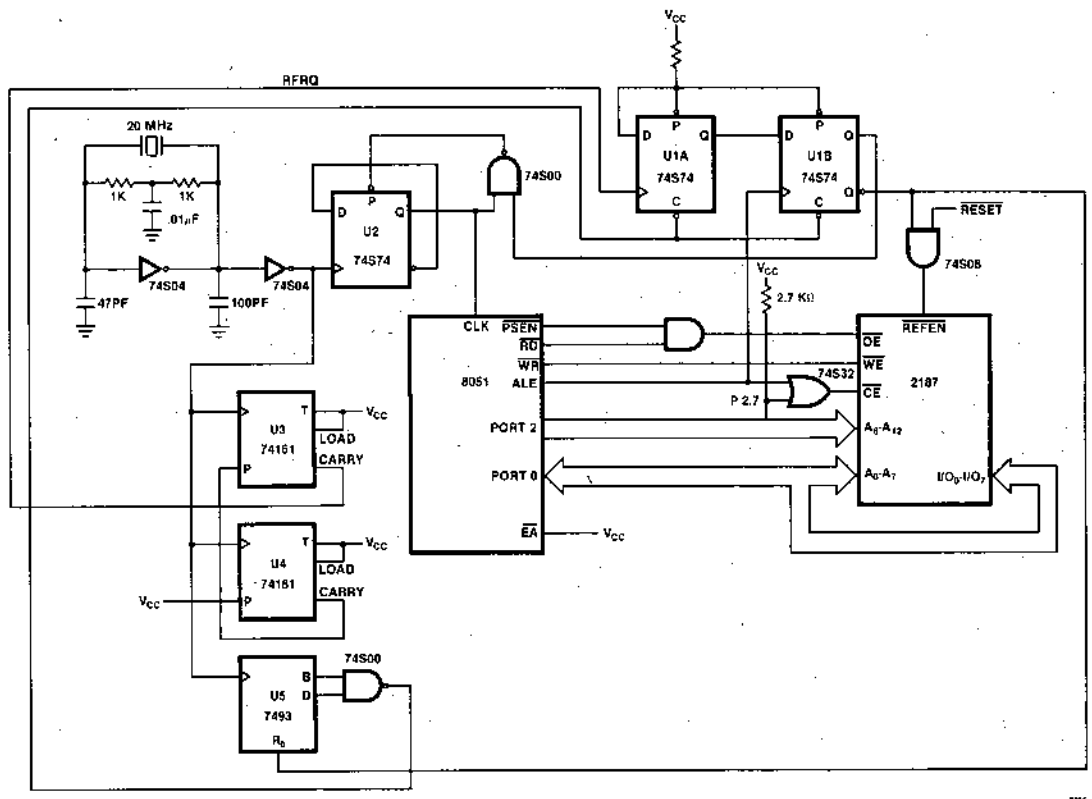 VCC
RFRQ
20 MHz
1K
1K
.01µF
47PF
74S04
100PF
74S04
D
P
Q
U2
74S74
74S00
D
P
Q
U1A
74S74
C
D
P
Q
U1B
74S74
Q
C
RESET
74S08
VCC
2.7 KΩ
CLK
PSEN
RD
WR
8051
ALE
PORT 2
PORT 0
EA
VCC
74S32
P 2.7
REFEN
OE
WE
2187
CE
A8-A12
A0-A7
I/O0-I/O7
T
U3
74161
P
LOAD
CARRY
VCC
T
U4
74161
P
LOAD
CARRY
VCC
VCC
74S00
B
U5
D
7493
R0